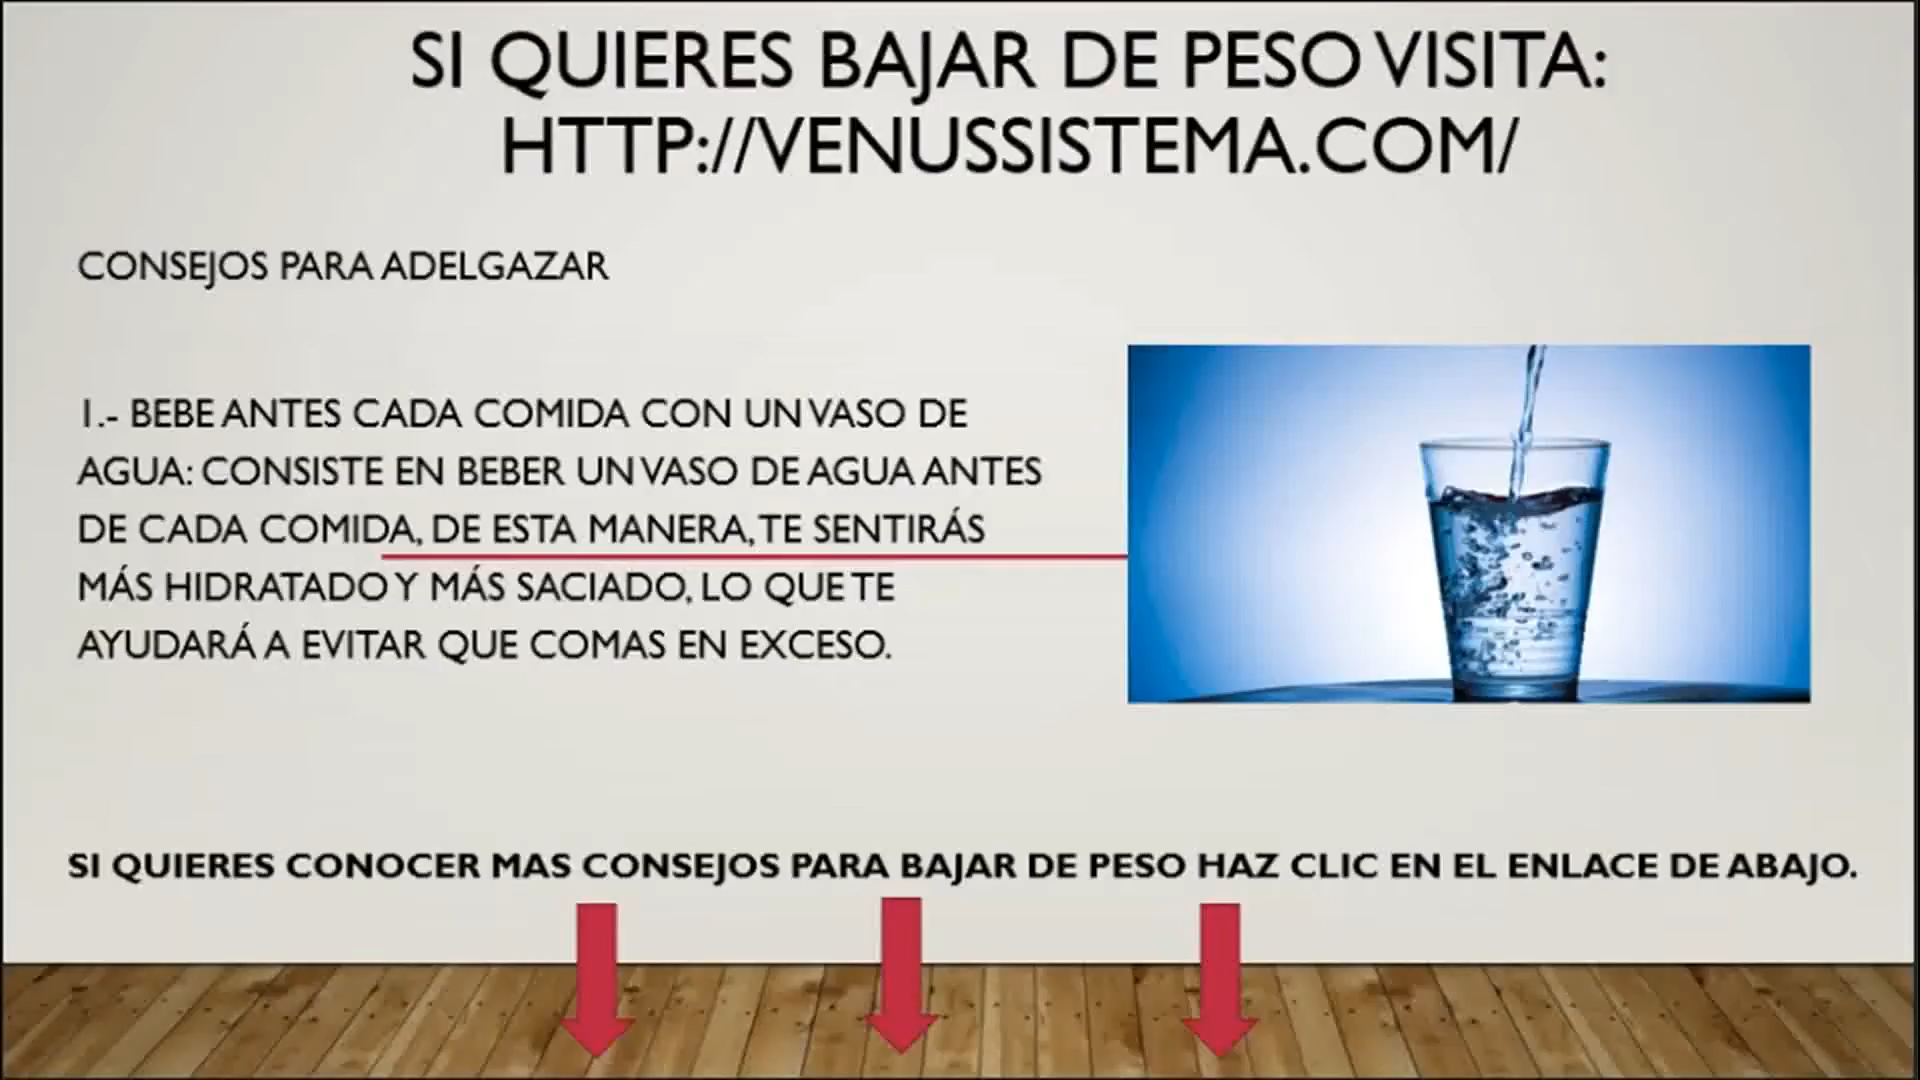 SI QUIERES BAJAR DE PESO VISITA:
HTTP://VENUSSISTEMA.COM/
CONSEJOS PARA ADELGAZAR
1.- BEBE ANTES CADA COMIDA CON UN VASO DE
AGUA: CONSISTE EN BEBER UN VASO DE AGUA ANTES
DE CADA COMIDA, DE ESTA MANERA, TE SENTIRÁS
MÁS HIDRATADO Y MÁS SACIADO, LO QUE TE
AYUDARÁ A EVITAR QUE COMAS EN EXCESO.
SI QUIERES CONOCER MAS CONSEJOS PARA BAJAR DE PESO HAZ CLIC EN EL ENLACE DE ABAJO.